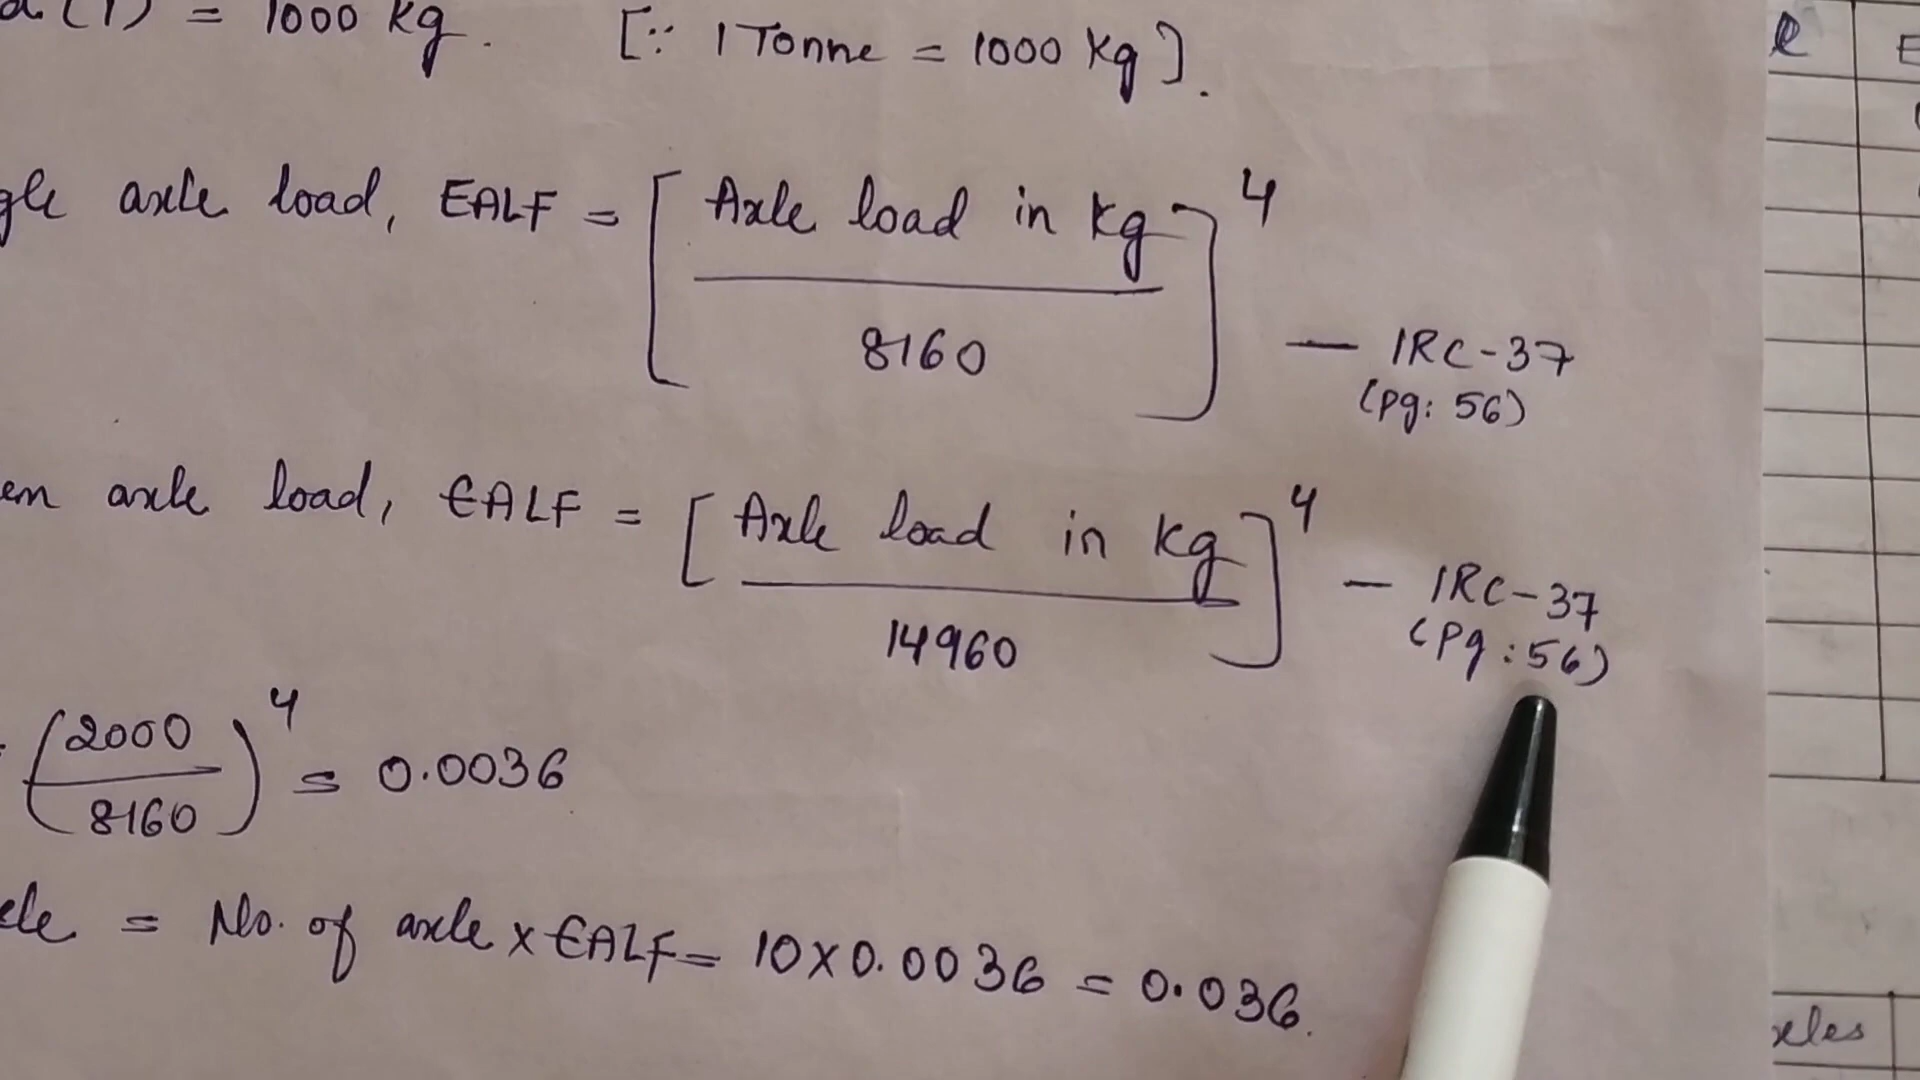 (1) = 1000 kg. [∵ 1 Tonne = 1000 kg].
axle load, EALF = [Axle load in kg / 8160]^4 — IRC-37
(pg: 56)
axle load, EALF = [Axle load in kg / 14960]^4 — IRC-37
(pg: 56)
(2000 / 8160)^4 = 0.0036
= No. of axle x EALF = 10 x 0.0036 = 0.036.